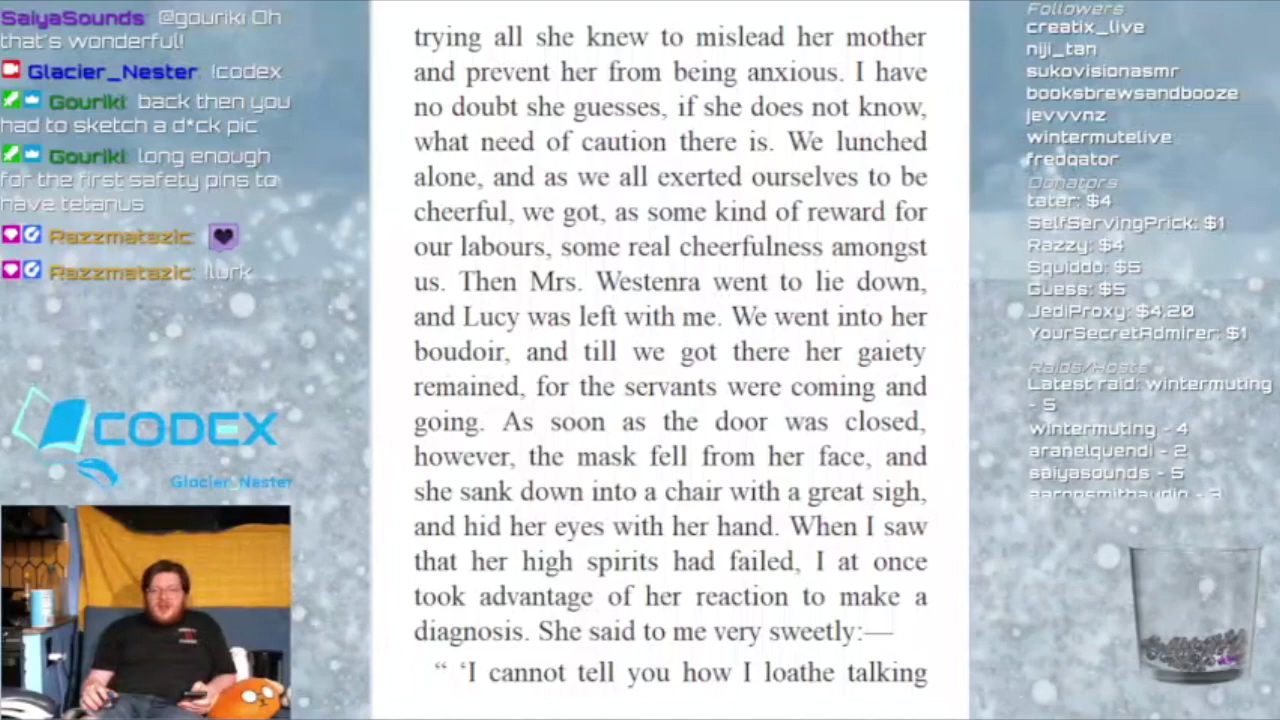 SaiyaSounds: @gouriki Oh
that's wonderful!
Glacier_Nester: !codex
Gouriki: back then you
had to sketch a d*ck pic
Gouriki: long enough
for the first safety pins to
have tetanus
Razzmatazic:
Razzmatazic: !lurk
CODEX
Glacier_Nester
trying all she knew to mislead her mother
and prevent her from being anxious. I have
no doubt she guesses, if she does not know,
what need of caution there is. We lunched
alone, and as we all exerted ourselves to be
cheerful, we got, as some kind of reward for
our labours, some real cheerfulness amongst
us. Then Mrs. Westenra went to lie down,
and Lucy was left with me. We went into her
boudoir, and till we got there her gaiety
remained, for the servants were coming and
going. As soon as the door was closed,
however, the mask fell from her face, and
she sank down into a chair with a great sigh,
and hid her eyes with her hand. When I saw
that her high spirits had failed, I at once
took advantage of her reaction to make a
diagnosis. She said to me very sweetly:—
“ ‘I cannot tell you how I loathe talking
Followers
creatix_live
niji_tan
sukovisionasmr
booksbrewsandbooze
jevvvnz
wintermutelive
fredgator
Donators
tater: $4
SelfServingPrick: $1
Razzy: $4
Squidd0: $5
Guess: $5
JediProxy: $4.20
YourSecretAdmirer: $1
Raids/Hosts
Latest raid: wintermuting
- 5
wintermuting - 4
aranelquendi - 2
saiyasounds - 5